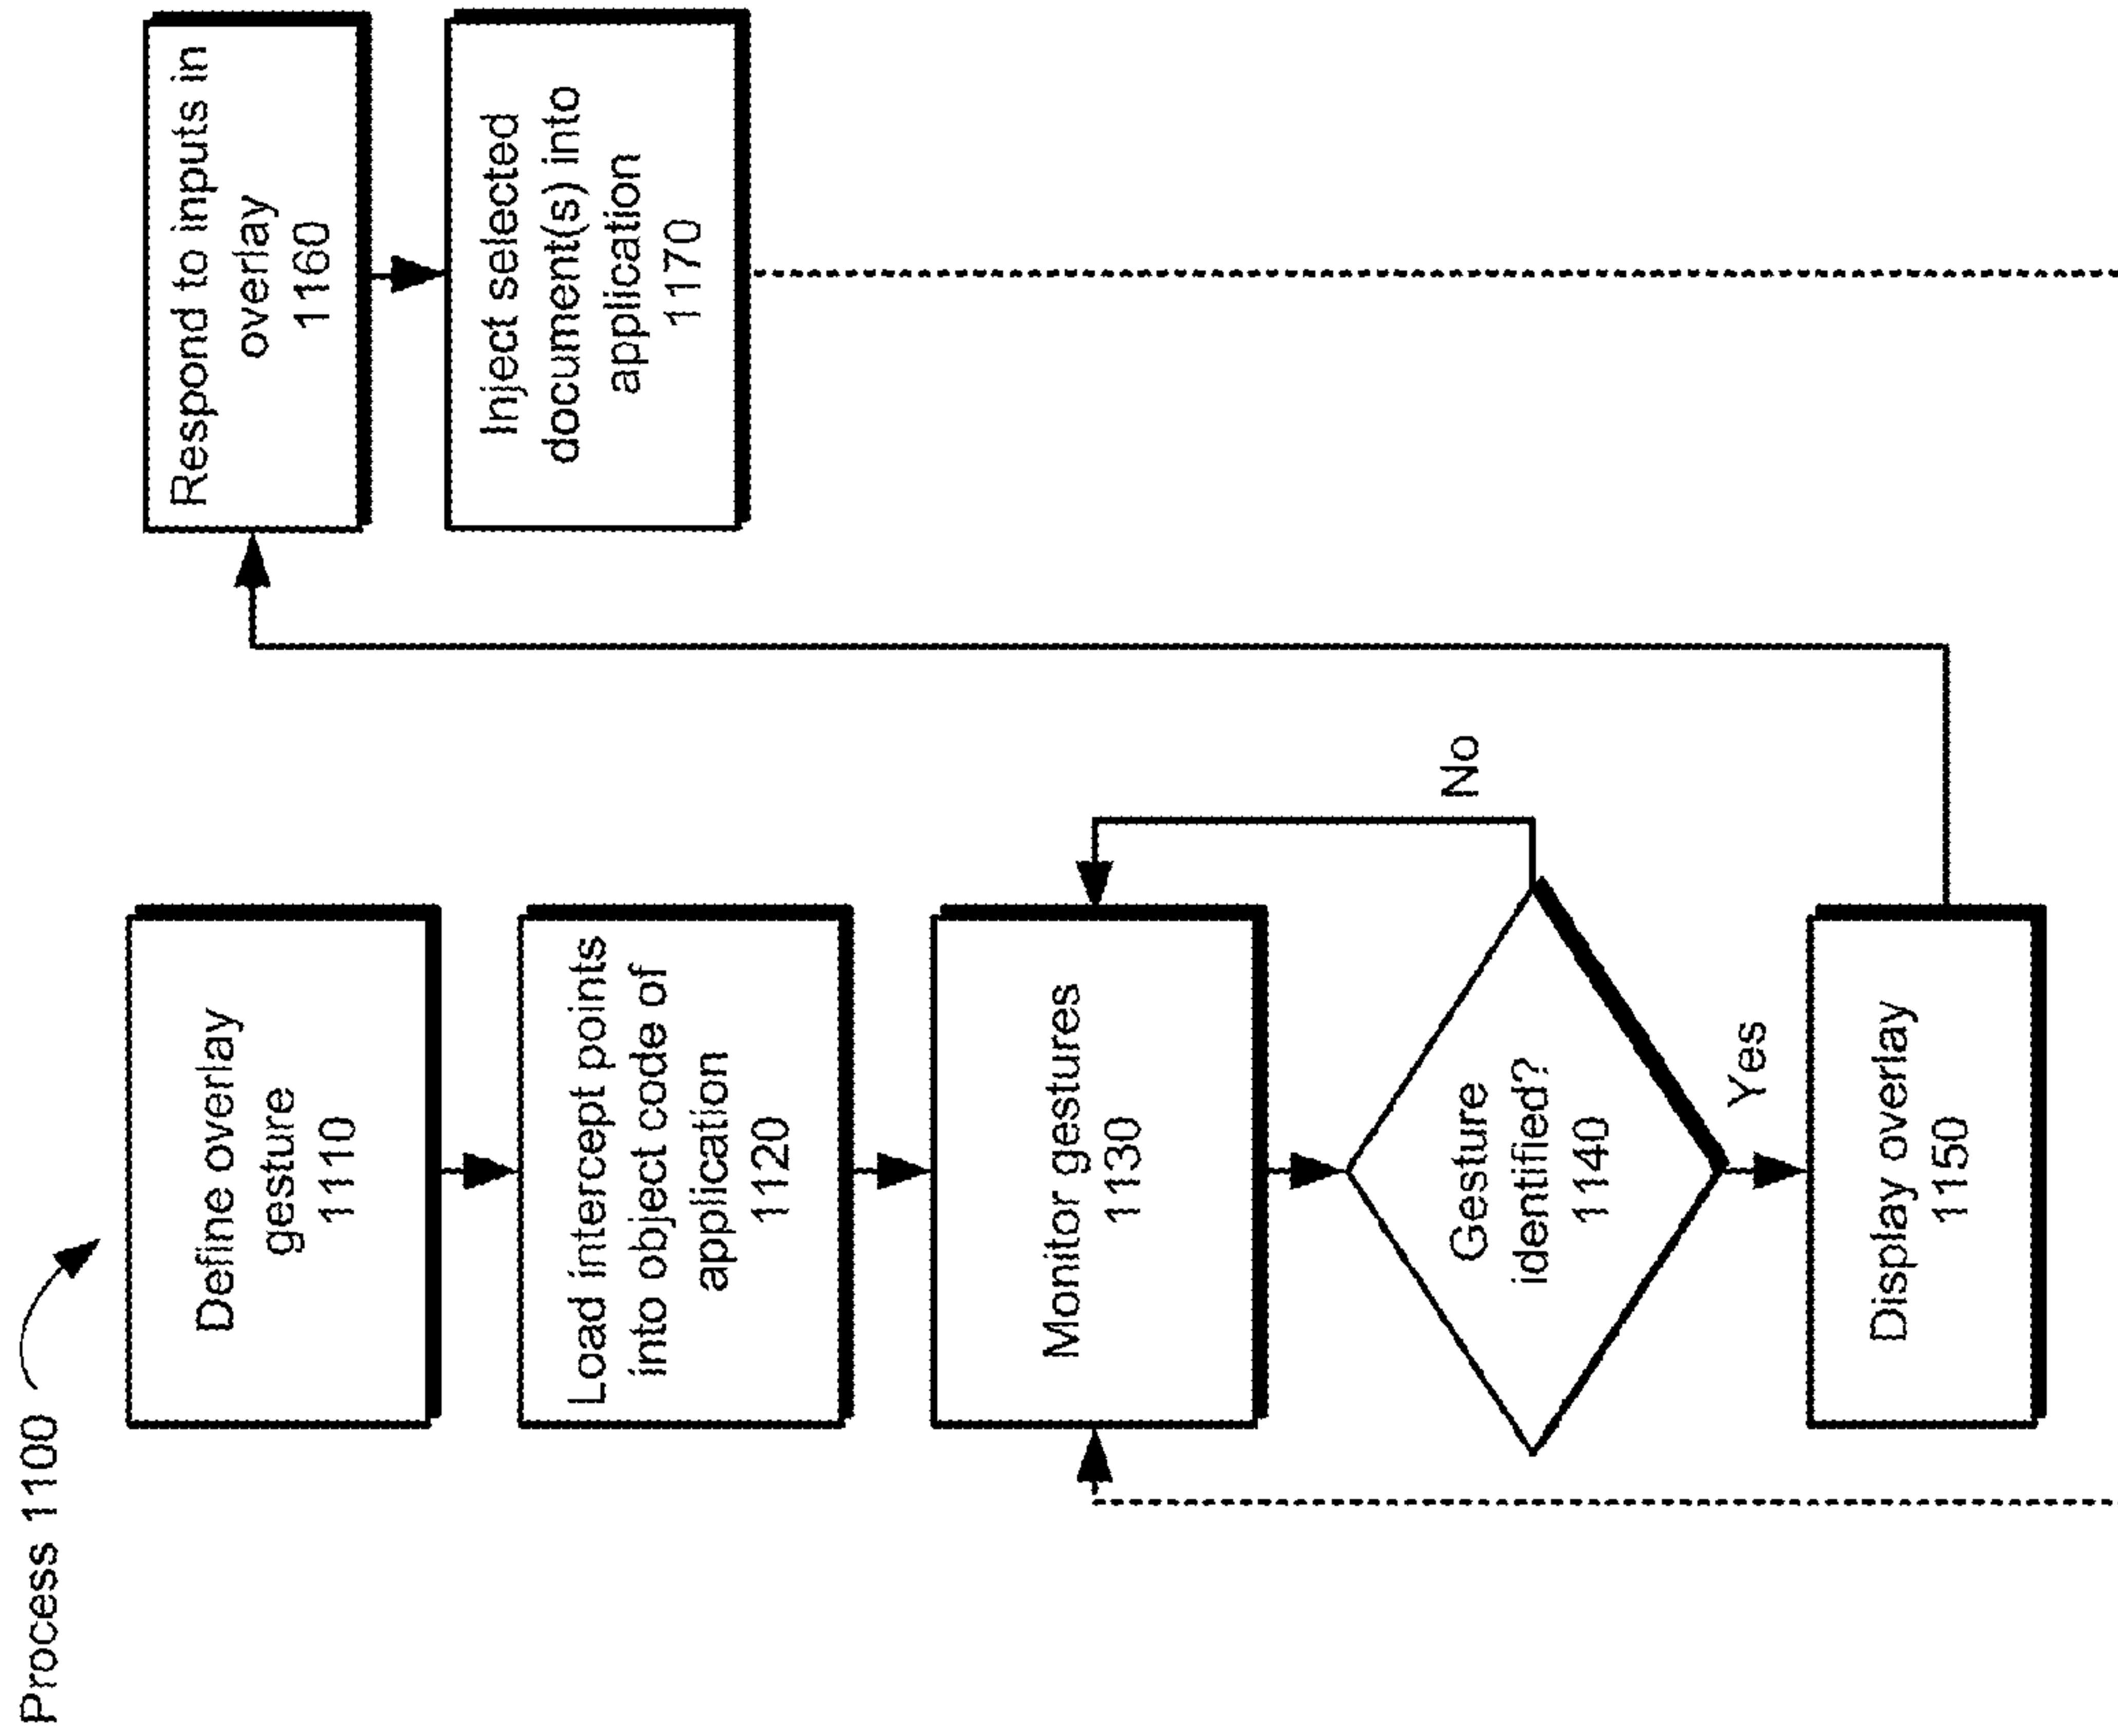 Process 1100
Define overlay
gesture
1110
Load intercept points
into object code of
application
1120
Monitor gestures
1130
Gesture
identified?
1140
No
Yes
Display overlay
1150
Respond to inputs in
overlay
1160
Inject selected
document(s) into
application
1170